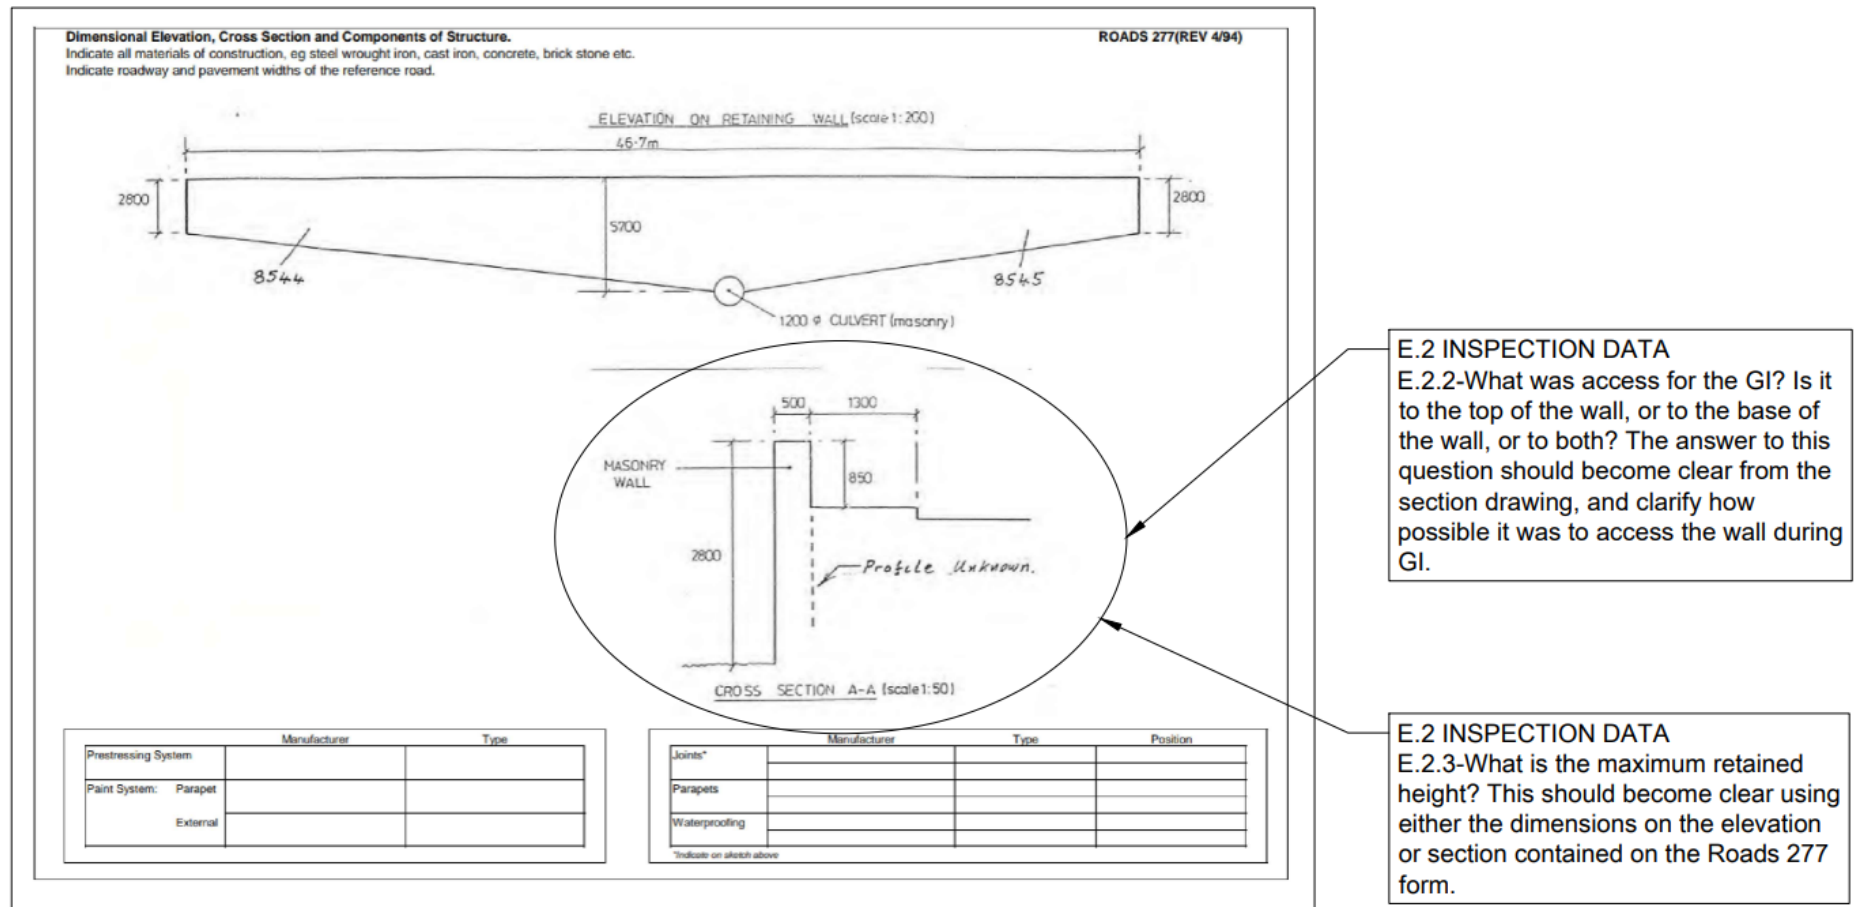 Dimensional Elevation, Cross Section and Components of Structure.
ROADS 277(REV 4/94)
Indicate all materials of construction, eg steel wrought iron, cast iron, concrete, brick stone etc.
Indicate roadway and pavement widths of the reference road.
ELEVATION ON RETAINING WALL (scale 1:200)
46·7m
2800
2800
5700
8544
8545
1200 φ CULVERT (masonry)
500
1300
MASONRY
WALL
850
2800
Profile Unknown.
CROSS SECTION A-A (scale 1:50)
Manufacturer
Type
Prestressing System
Paint System: Parapet
External
Manufacturer
Type
Position
Joints*
Parapets
Waterproofing
*Indicate on sketch above
E.2 INSPECTION DATA
E.2.2-What was access for the GI? Is it
to the top of the wall, or to the base of
the wall, or to both? The answer to this
question should become clear from the
section drawing, and clarify how
possible it was to access the wall during
GI.
E.2 INSPECTION DATA
E.2.3-What is the maximum retained
height? This should become clear using
either the dimensions on the elevation
or section contained on the Roads 277
form.